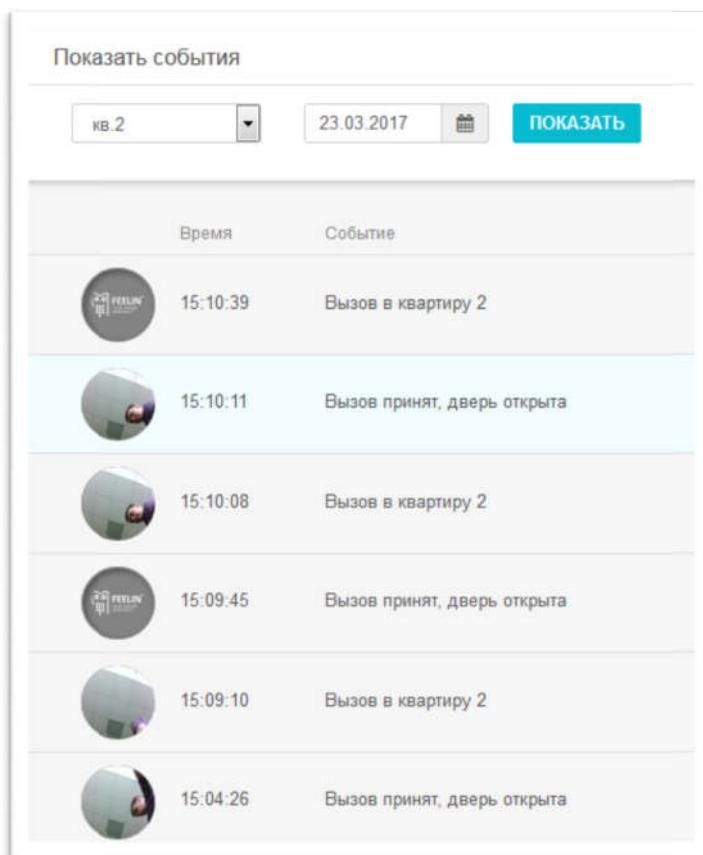 Показать события
кв.2 23.03.2017 ПОКАЗАТЬ
Время Событие
FEELIN' 15:10:39 Вызов в квартиру 2
15:10:11 Вызов принят, дверь открыта
15:10:08 Вызов в квартиру 2
FEELIN' 15:09:45 Вызов принят, дверь открыта
15:09:10 Вызов в квартиру 2
15:04:26 Вызов принят, дверь открыта